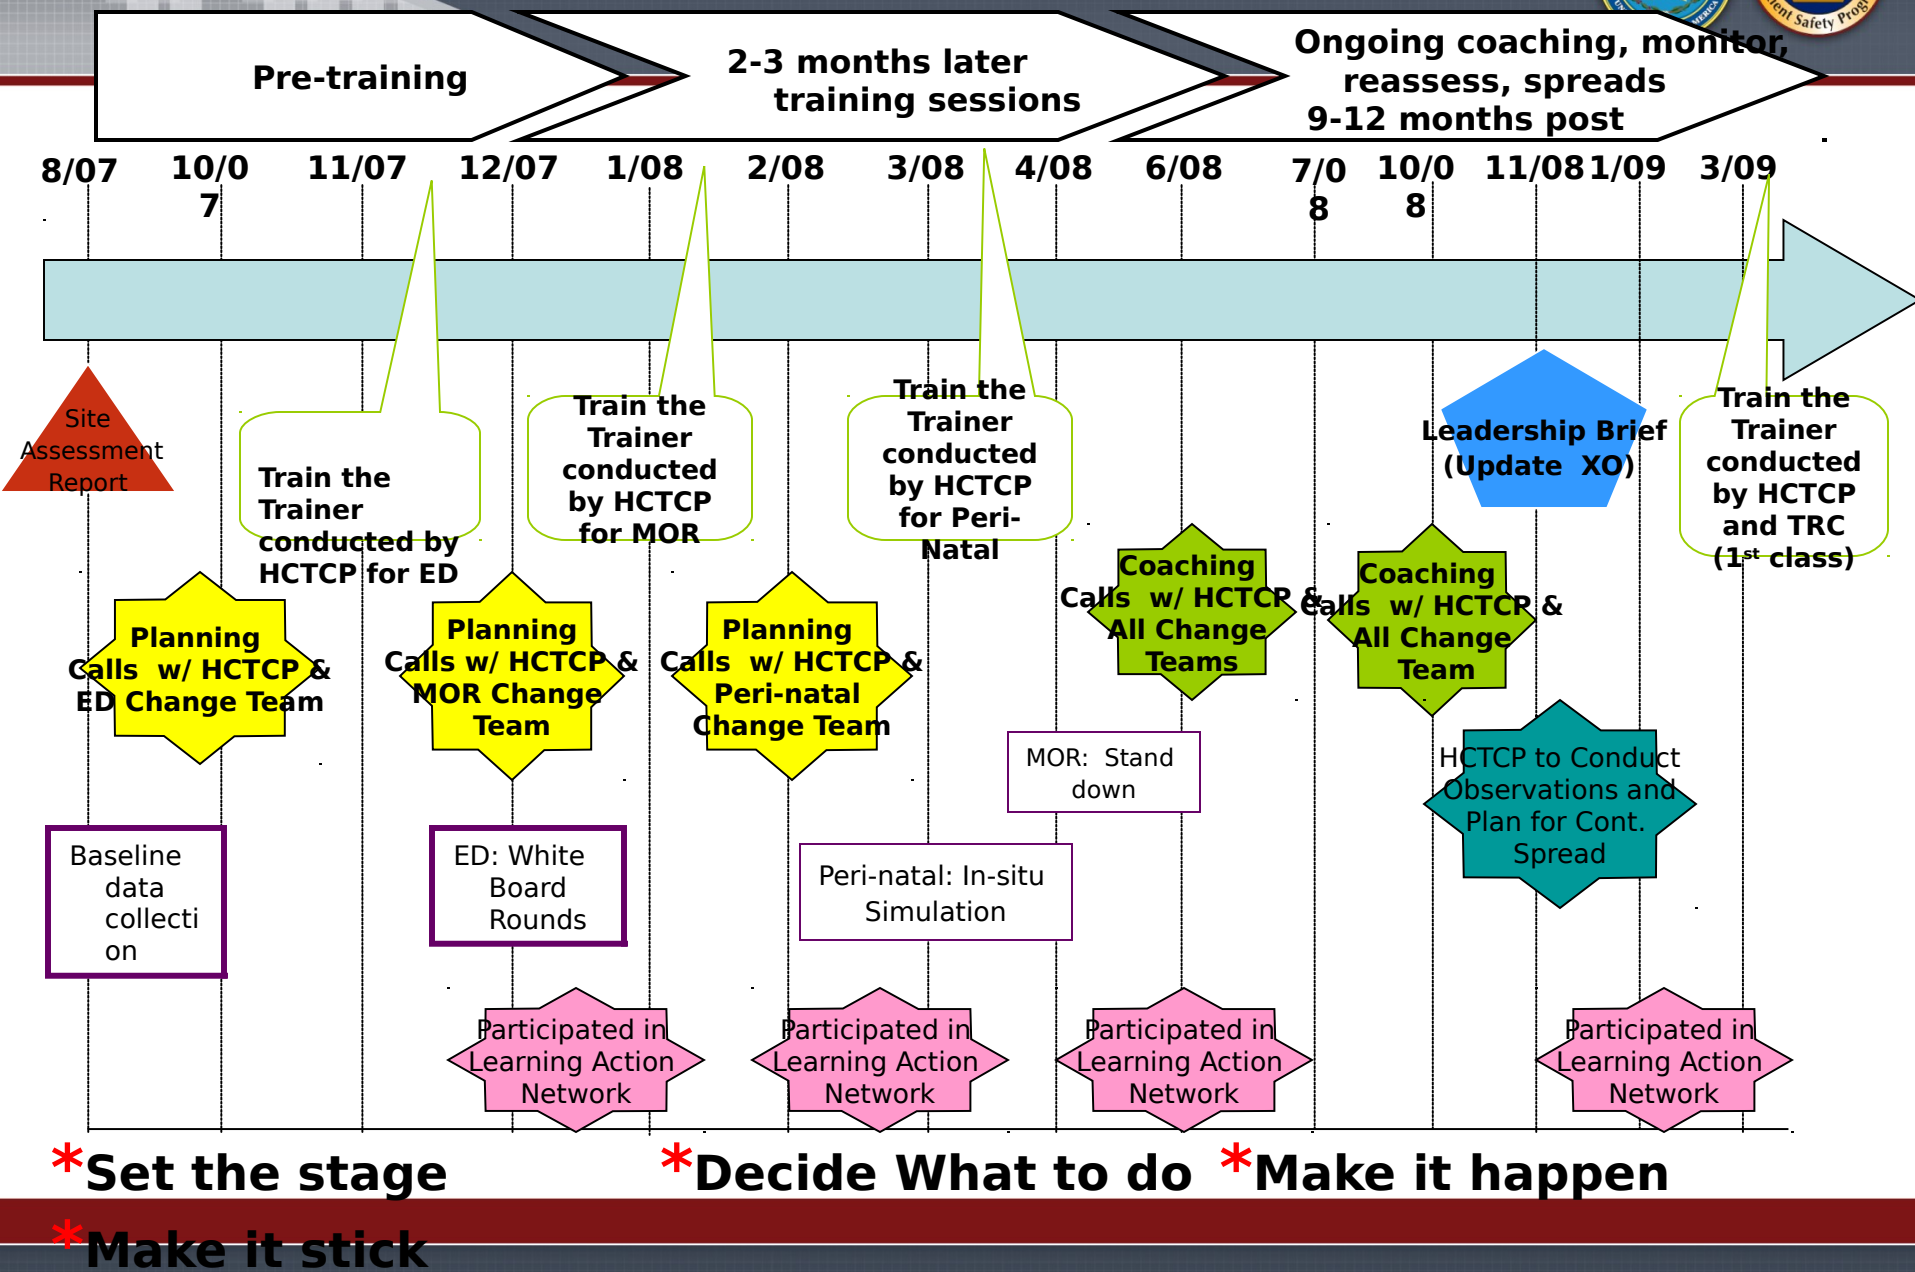 Pre-training
2-3 months later
training sessions
Ongoing coaching, monitor,
reassess, spreads
9-12 months post
ient Safety Prog
8/07
10/0
7
11/07
12/07
1/08
2/08
3/08
4/08
6/08
7/0
8
10/0
8
11/08
1/09
3/09
Site
Assessment
Report
Train the
Trainer
conducted by
HCTCP for ED
Train the
Trainer
conducted
by HCTCP
for MOR
Train the
Trainer
conducted
by HCTCP
for Peri-
Natal
Leadership Brief
(Update XO)
Train the
Trainer
conducted
by HCTCP
and TRC
(1st class)
Planning
Calls w/ HCTCP &
ED Change Team
Planning
Calls w/ HCTCP &
MOR Change
Team
Planning
Calls w/ HCTCP &
Peri-natal
Change Team
Coaching
Calls w/ HCTCP &
All Change
Teams
Coaching
Calls w/ HCTCP &
All Change
Team
MOR: Stand
down
HCTCP to Conduct
Observations and
Plan for Cont.
Spread
Baseline
data
collecti
on
ED: White
Board
Rounds
Peri-natal: In-situ
Simulation
Participated in
Learning Action
Network
Participated in
Learning Action
Network
Participated in
Learning Action
Network
Participated in
Learning Action
Network
*Set the stage
*Decide What to do
*Make it happen
*Make it stick